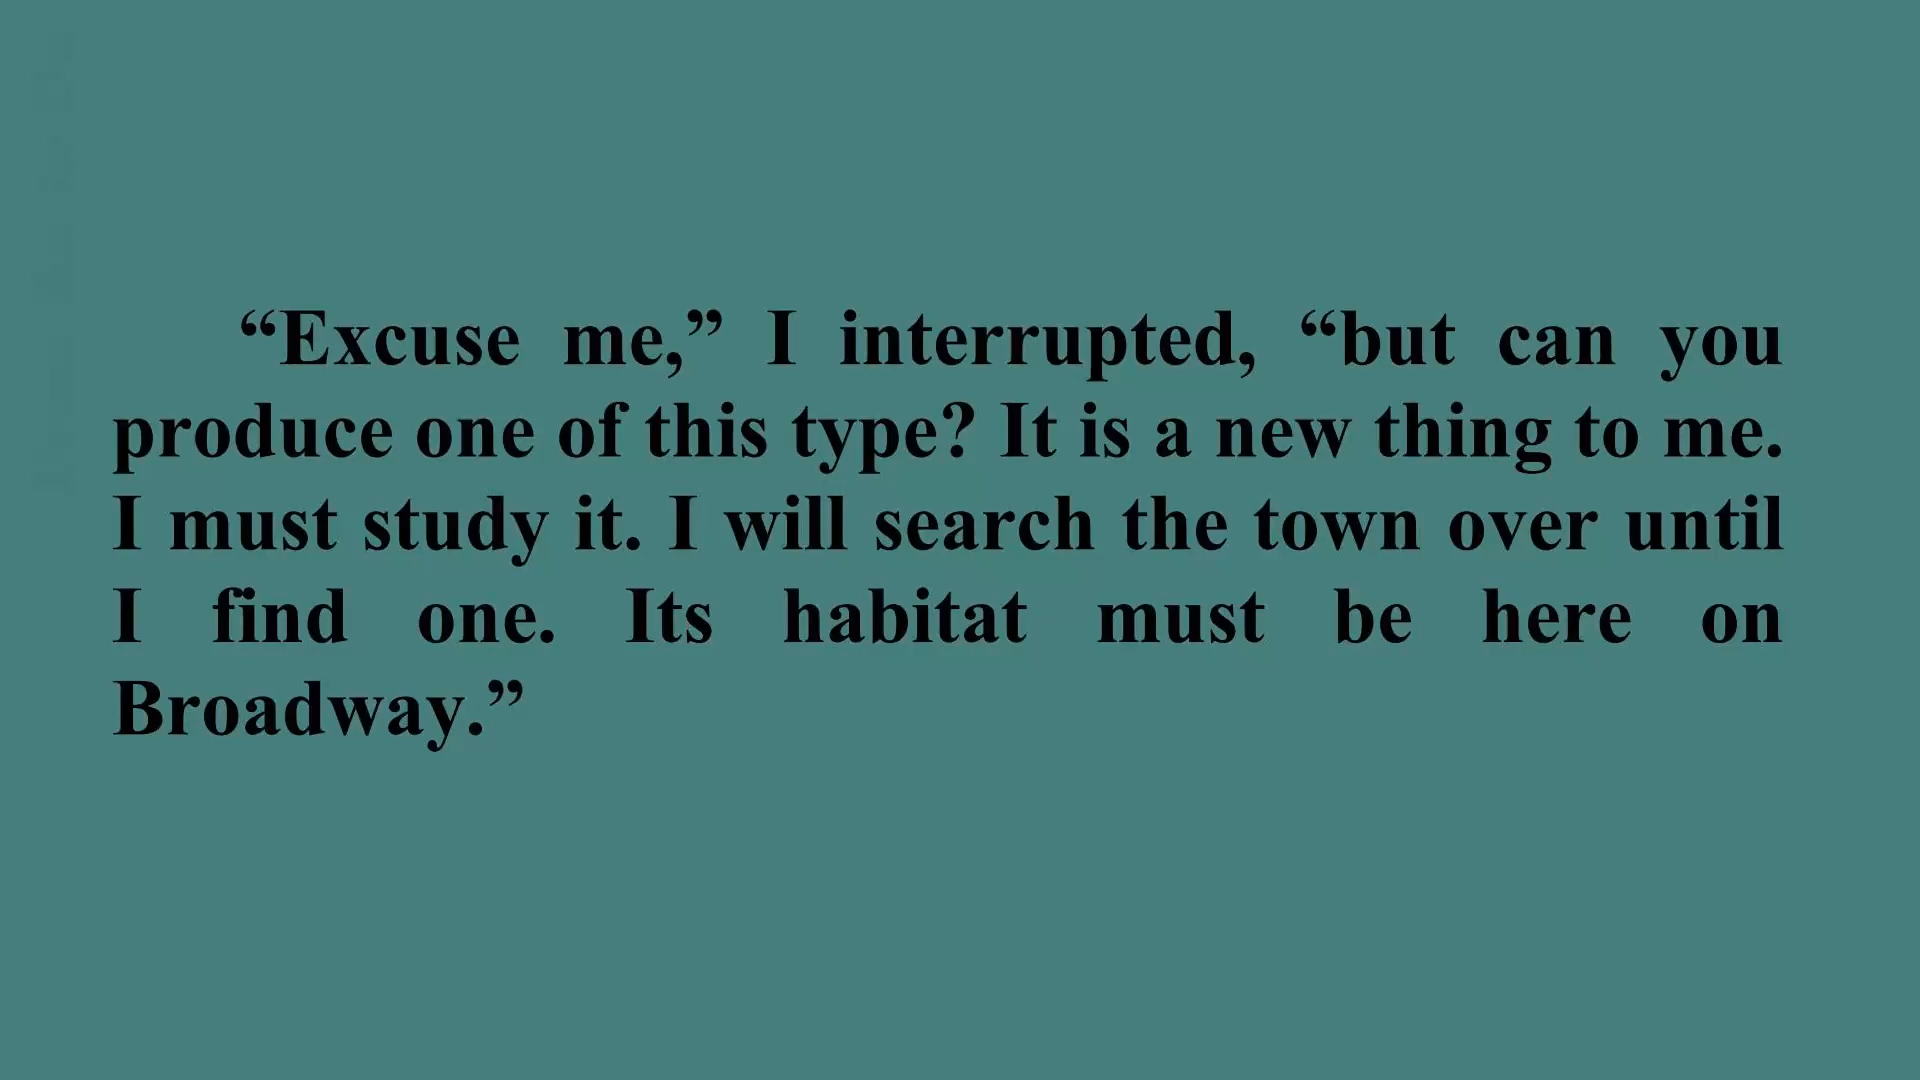 “Excuse me,” I interrupted, “but can you
produce one of this type? It is a new thing to me.
I must study it. I will search the town over until
I find one. Its habitat must be here on
Broadway.”